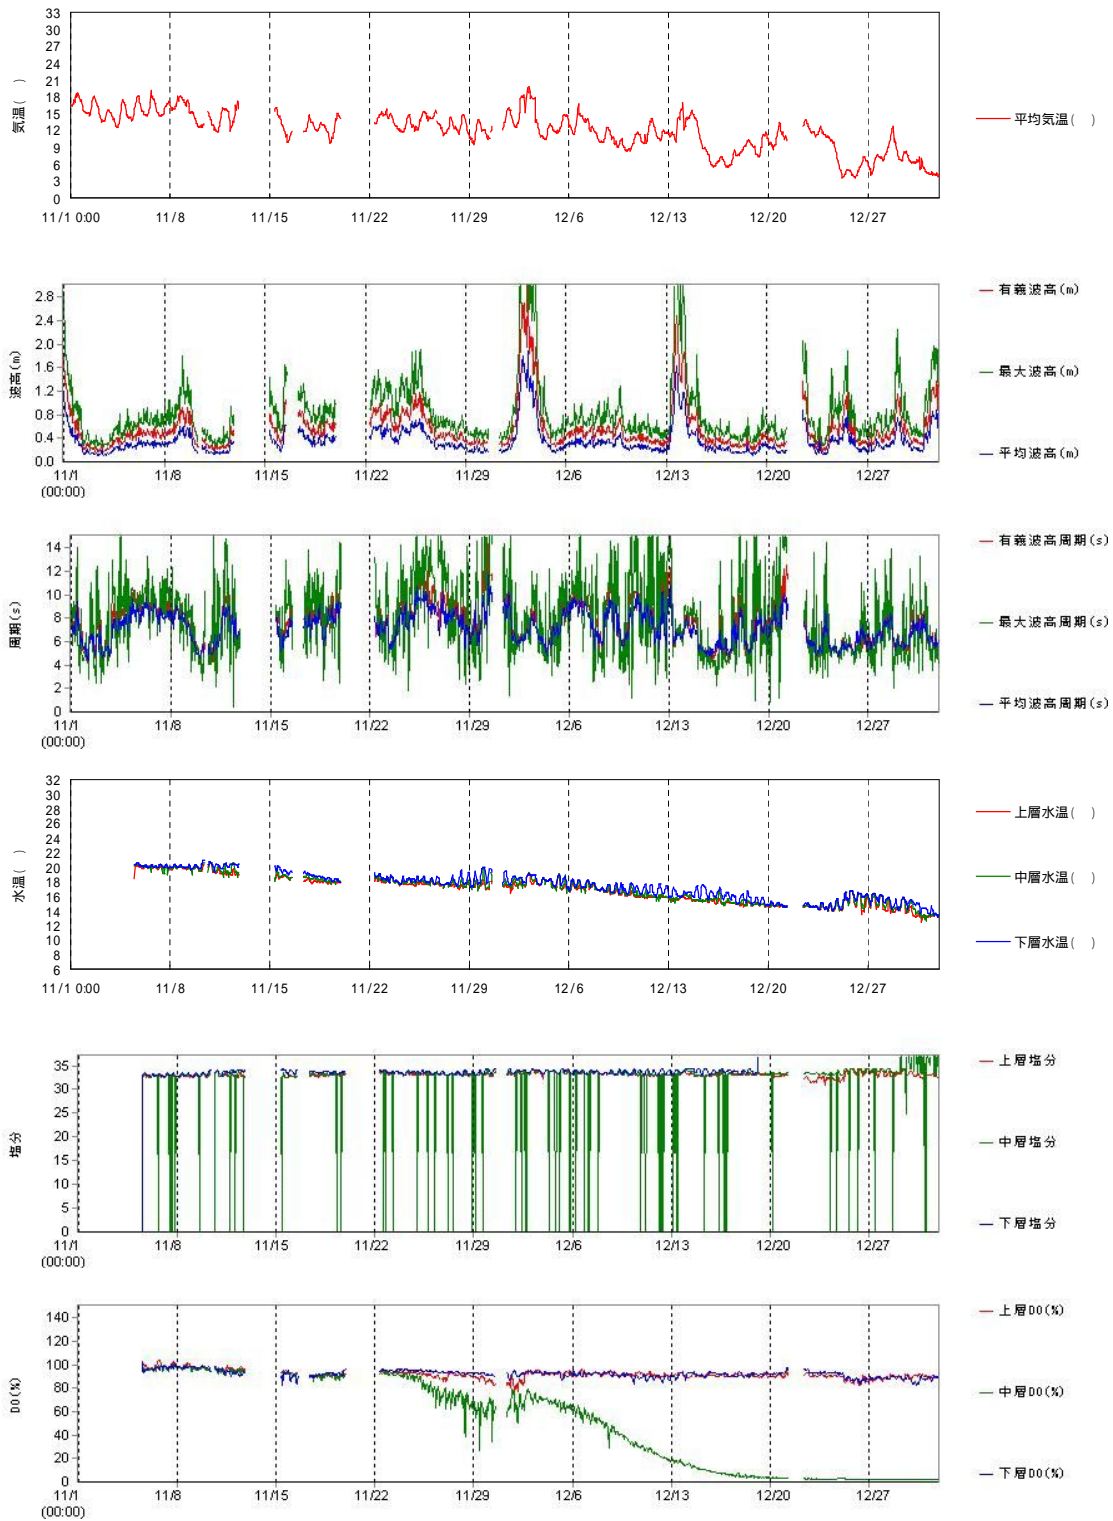 33
30
27
24
21
18
15
12
9
6
3
0
気温( )
11/1 0:00 11/8 11/15 11/22 11/29 12/6 12/13 12/20 12/27
平均気温( )
2.8
2.4
2.0
1.6
1.2
0.8
0.4
0.0
波高(m)
11/1 11/8 11/15 11/22 11/29 12/6 12/13 12/20 12/27
(00:00)
有義波高(m)
最大波高(m)
平均波高(m)
14
12
10
8
6
4
2
0
周期(s)
11/1 11/8 11/15 11/22 11/29 12/6 12/13 12/20 12/27
(00:00)
有義波高周期(s)
最大波高周期(s)
平均波高周期(s)
32
30
28
26
24
22
20
18
16
14
12
10
8
6
水温( )
11/1 0:00 11/8 11/15 11/22 11/29 12/6 12/13 12/20 12/27
上層水温( )
中層水温( )
下層水温( )
35
30
25
20
15
10
5
0
塩分
11/1 11/8 11/15 11/22 11/29 12/6 12/13 12/20 12/27
(00:00)
上層塩分
中層塩分
下層塩分
140
120
100
80
60
40
20
0
DO(%)
11/1 11/8 11/15 11/22 11/29 12/6 12/13 12/20 12/27
(00:00)
上層DO(%)
中層DO(%)
下層DO(%)